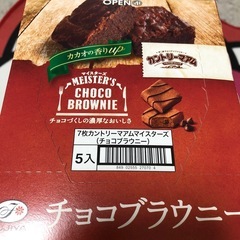 OPEN
カカオの香りup
カントリーマアム
マイスターズ
MEISTER'S
CHOCO
BROWNIE
チョコづくしの濃厚なおいしさ
7枚カントリーマアムマイスターズ
(チョコブラウニー)
5入
チョコブラウニー